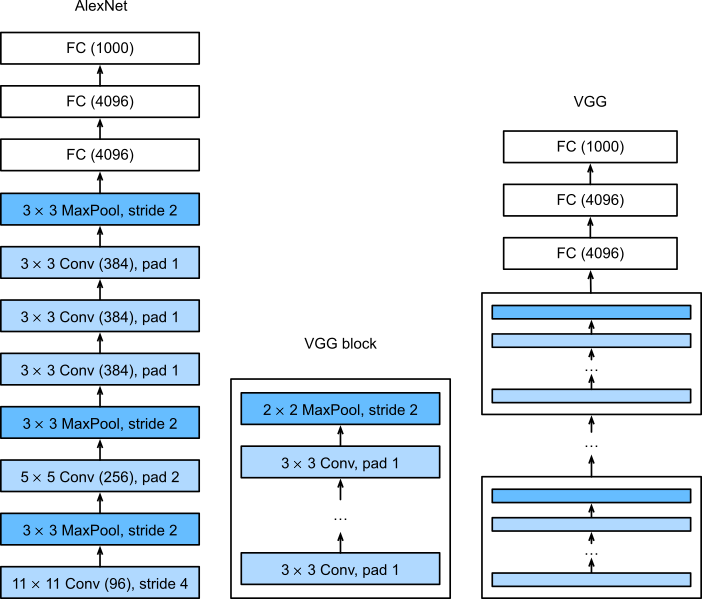 AlexNet
FC (1000)
FC (4096)
FC (4096)
3 × 3 MaxPool, stride 2
3 × 3 Conv (384), pad 1
3 × 3 Conv (384), pad 1
3 × 3 Conv (384), pad 1
3 × 3 MaxPool, stride 2
5 × 5 Conv (256), pad 2
3 × 3 MaxPool, stride 2
11 × 11 Conv (96), stride 4
VGG block
2 × 2 MaxPool, stride 2
3 × 3 Conv, pad 1
...
3 × 3 Conv, pad 1
VGG
FC (1000)
FC (4096)
FC (4096)
...
...
...